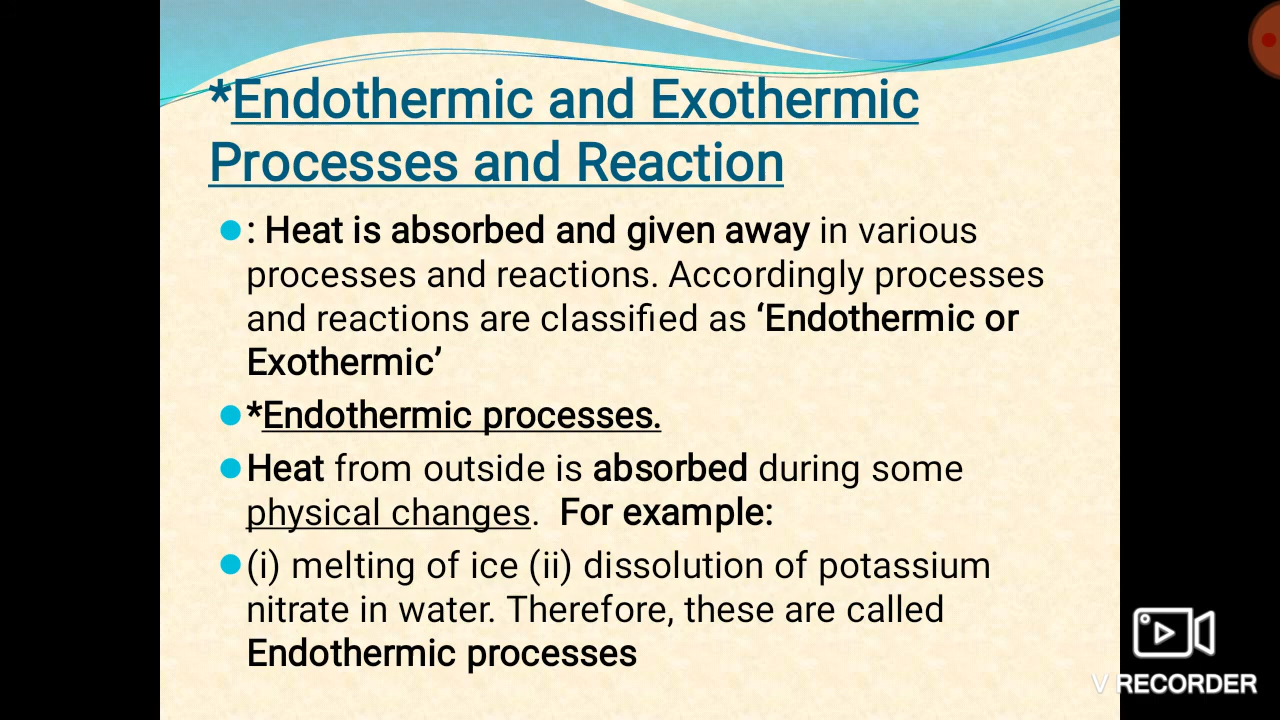 *Endothermic and Exothermic
Processes and Reaction
: Heat is absorbed and given away in various
processes and reactions. Accordingly processes
and reactions are classified as ‘Endothermic or
Exothermic’
*Endothermic processes.
Heat from outside is absorbed during some
physical changes.  For example:
(i) melting of ice (ii) dissolution of potassium
nitrate in water. Therefore, these are called
Endothermic processes
V RECORDER